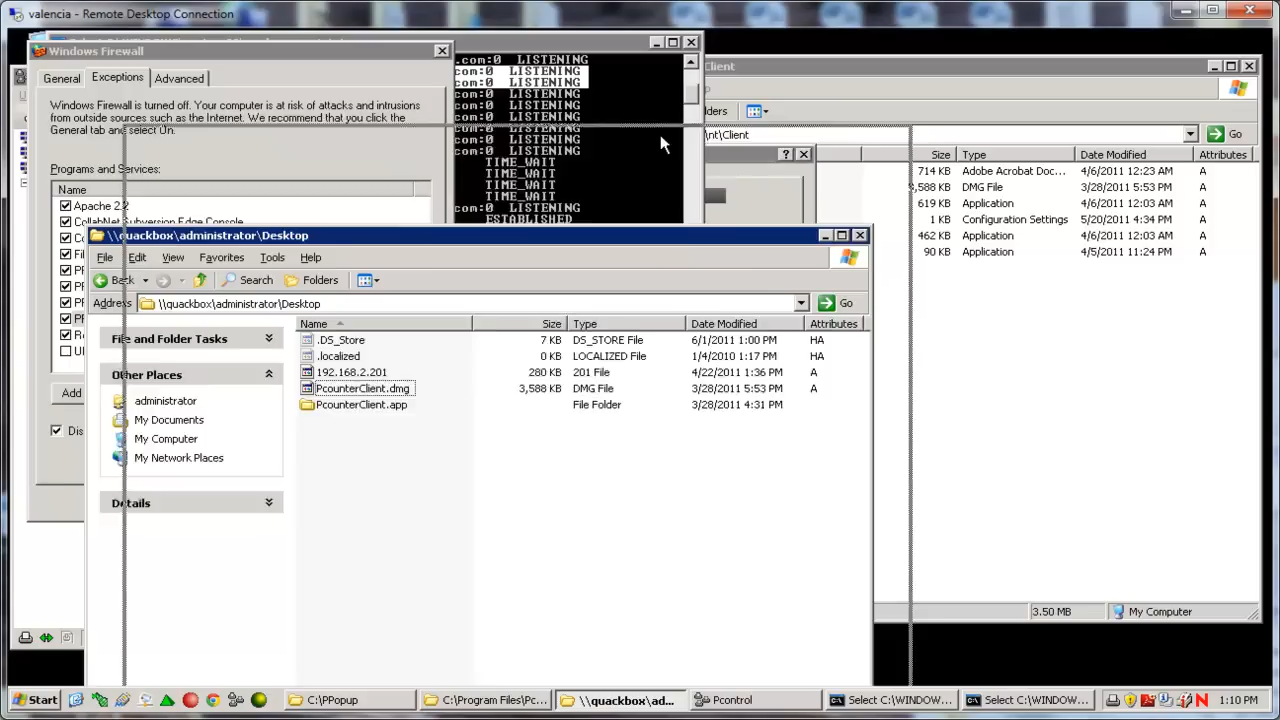 valencia - Remote Desktop Connection
Windows Firewall
General Exceptions Advanced
Windows Firewall is turned off. Your computer is at risk of attacks and intrusions
from outside sources such as the Internet. We recommend that you click the
General tab and select On.
Programs and Services:
Name
Apache 2.2
CollabNet Subversion Edge Console
Add
.com:0 LISTENING
com:0 LISTENING
com:0 LISTENING
com:0 LISTENING
com:0 LISTENING
com:0 LISTENING
com:0 LISTENING
com:0 LISTENING
com:0 LISTENING
TIME_WAIT
TIME_WAIT
TIME_WAIT
TIME_WAIT
com:0 LISTENING
ESTABLISHED
Client
ders
nt\Client
Go
Size Type Date Modified Attributes
714 KB Adobe Acrobat Doc... 4/6/2011 12:23 AM A
,588 KB DMG File 3/28/2011 5:53 PM A
619 KB Application 4/6/2011 12:03 AM A
1 KB Configuration Settings 5/20/2011 4:34 PM A
462 KB Application 4/6/2011 12:03 AM A
90 KB Application 4/5/2011 11:24 PM A
3.50 MB My Computer
\\quackbox\administrator\Desktop
File Edit View Favorites Tools Help
Back Search Folders
Address \\quackbox\administrator\Desktop Go
File and Folder Tasks
Other Places
administrator
My Documents
My Computer
My Network Places
Details
Name Size Type Date Modified Attributes
.DS_Store 7 KB DS_STORE File 6/1/2011 1:00 PM HA
.localized 0 KB LOCALIZED File 1/4/2010 1:17 PM HA
192.168.2.201 280 KB 201 File 4/22/2011 1:36 PM A
PcounterClient.dmg 3,588 KB DMG File 3/28/2011 5:53 PM A
PcounterClient.app File Folder 3/28/2011 4:31 PM
Start C:\PPopup C:\Program Files\Pc... \\quackbox\ad... Pcontrol Select C:\WINDOW... Select C:\WINDOW... 1:10 PM